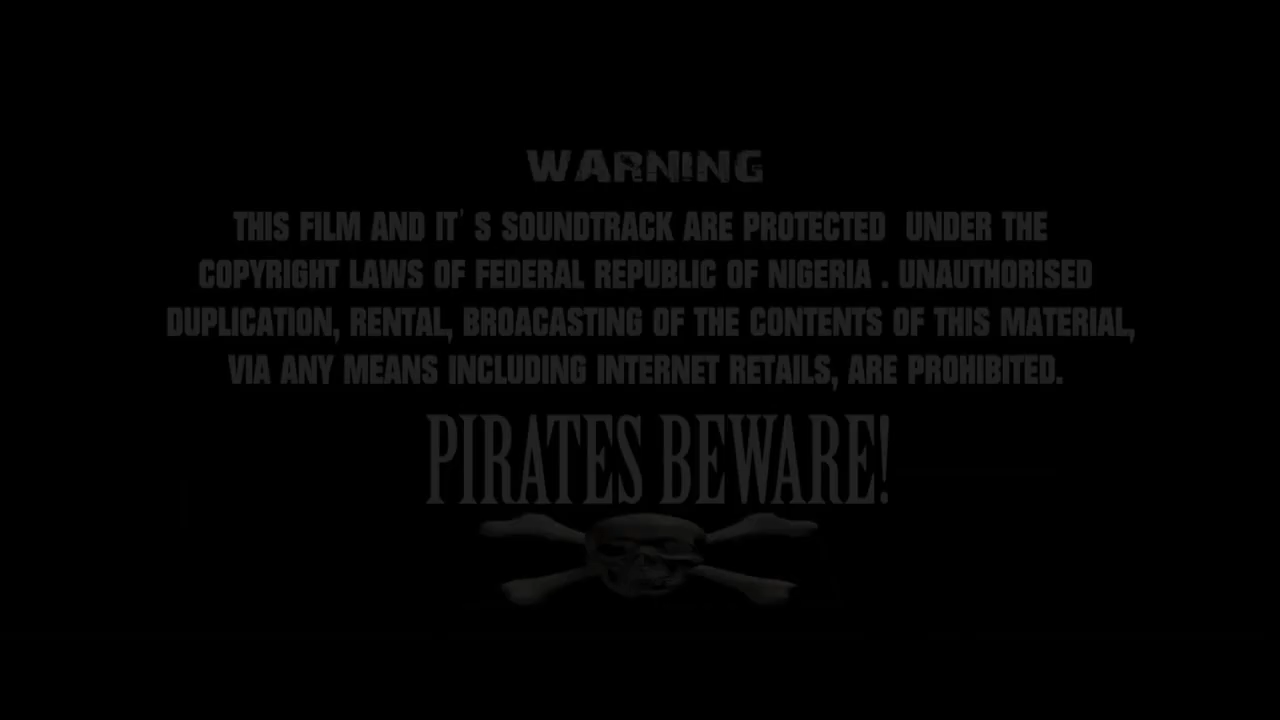 WARNING
THIS FILM AND IT'S SOUNDTRACK ARE PROTECTED UNDER THE
COPYRIGHT LAWS OF FEDERAL REPUBLIC OF NIGERIA . UNAUTHORISED
DUPLICATION, RENTAL, BROACASTING OF THE CONTENTS OF THIS MATERIAL,
VIA ANY MEANS INCLUDING INTERNET RETAILS, ARE PROHIBITED.
PIRATES BEWARE!